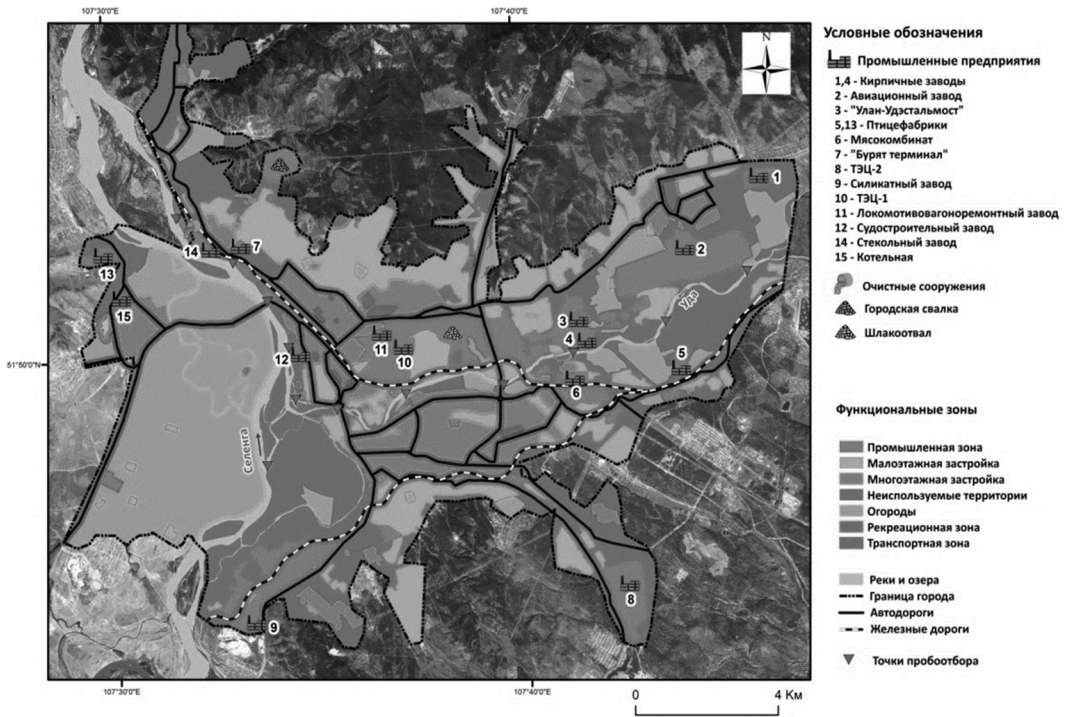 107°30'0"E 107°40'0"E
N
51°50'0"N
1
2
3
4
5
6
7
8
9
10
11
12
13
14
15
Уда
Селенга
107°30'0"E 107°40'0"E
0 4 Км
Условные обозначения
Промышленные предприятия
1,4 - Кирпичные заводы
2 - Авиационный завод
3 - "Улан-Удэстальмост"
5,13 - Птицефабрики
6 - Мясокомбинат
7 - "Бурят терминал"
8 - ТЭЦ-2
9 - Силикатный завод
10 - ТЭЦ-1
11 - Локомотивовагоноремонтный завод
12 - Судостроительный завод
14 - Стекольный завод
15 - Котельная
Очистные сооружения
Городская свалка
Шлакоотвал
Функциональные зоны
Промышленная зона
Малоэтажная застройка
Многоэтажная застройка
Неиспользуемые территории
Огороды
Рекреационная зона
Транспортная зона
Реки и озера
Граница города
Автодороги
Железные дороги
Точки пробоотбора